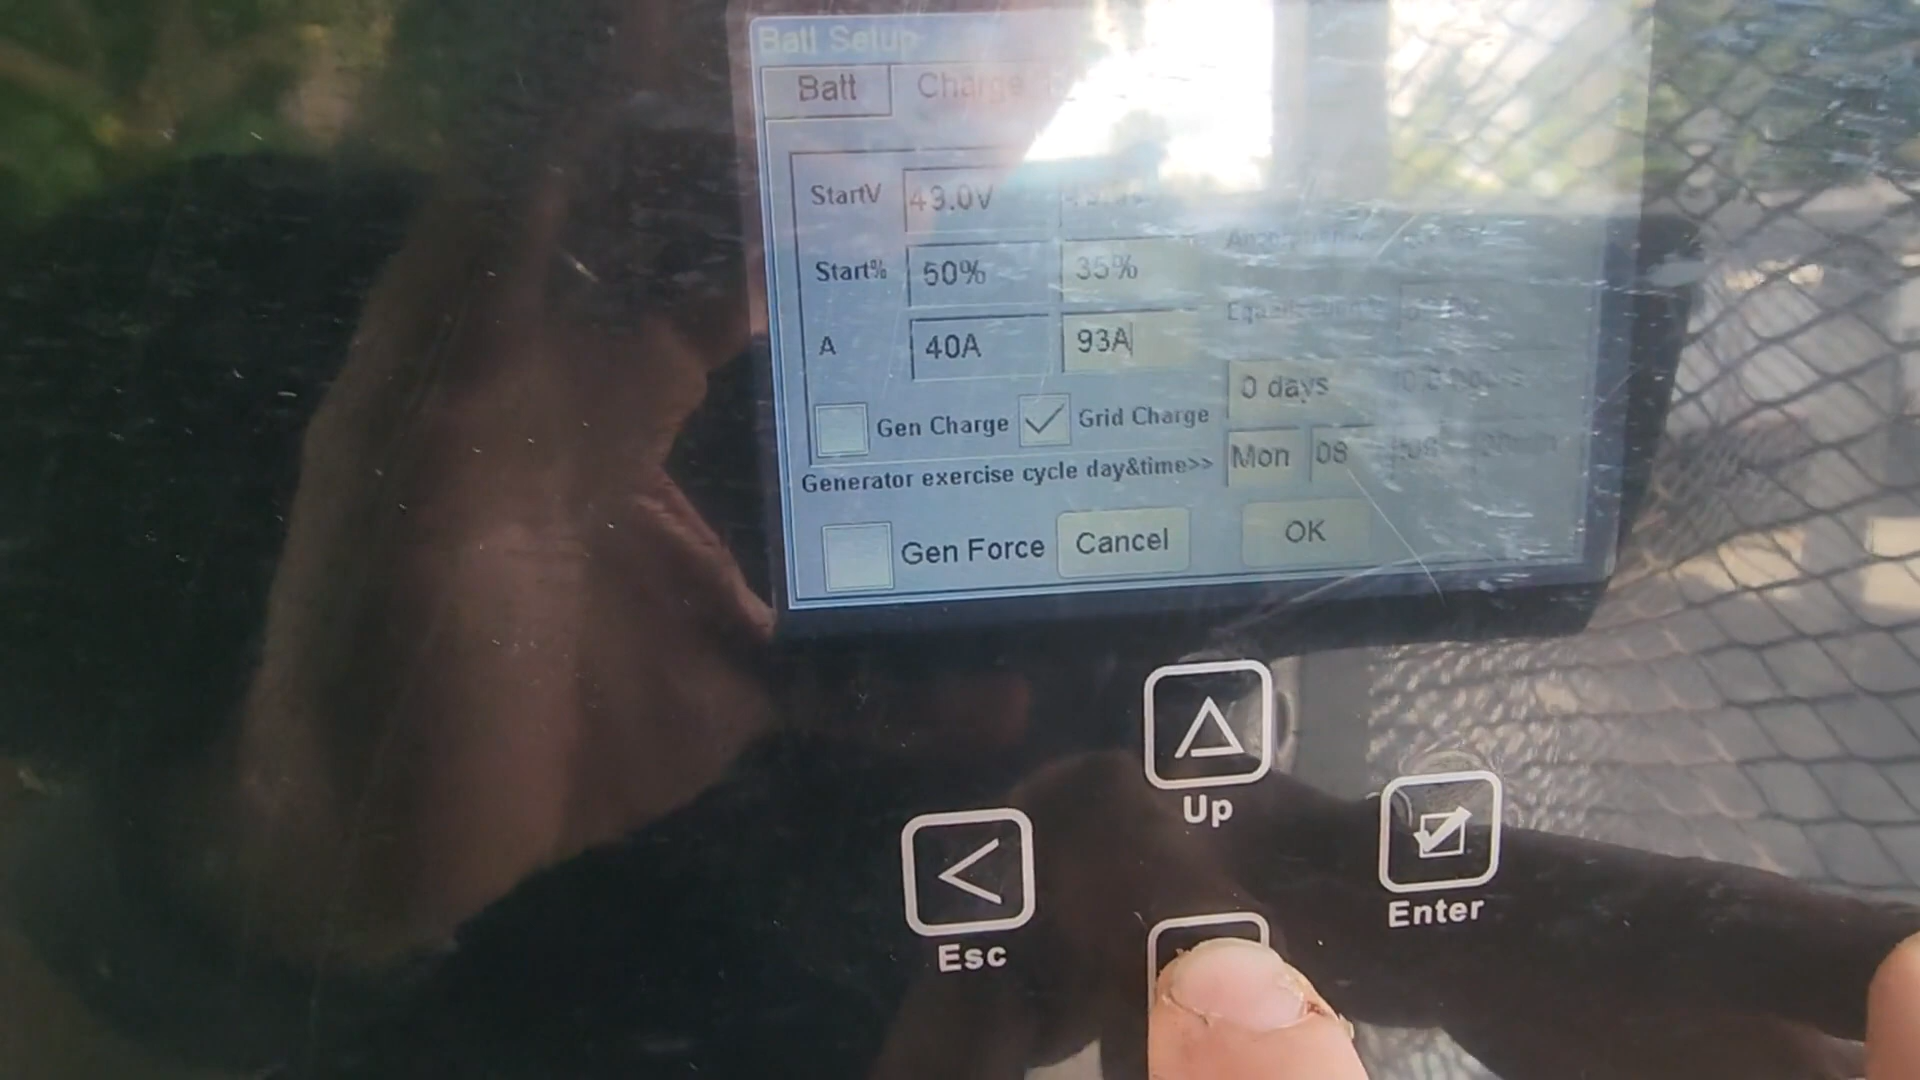 Batt Setup
Batt Charge
StartV 49.0V
Start% 50% 35%
A 40A 93A
0 days
Gen Charge Grid Charge
Mon 08
Generator exercise cycle day&time>>
Gen Force Cancel OK
Up
Enter
Esc